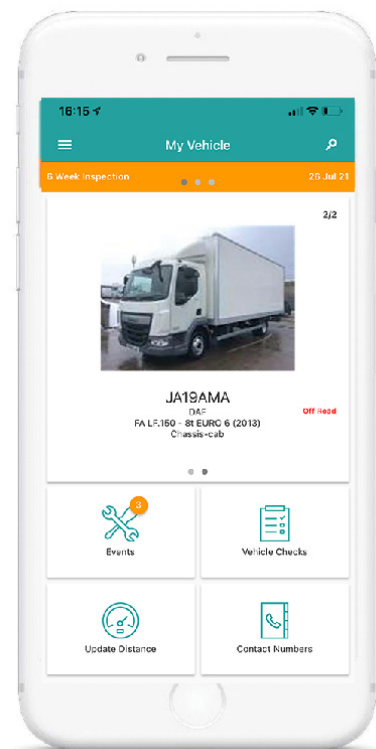 16:15
My Vehicle
6 Week Inspection 26 Jul 21
2/2
JA19AMA
DAF
Off Road
FA LF.150 - 8t EURO 6 (2013)
Chassis-cab
3
Events
Vehicle Checks
Update Distance
Contact Numbers